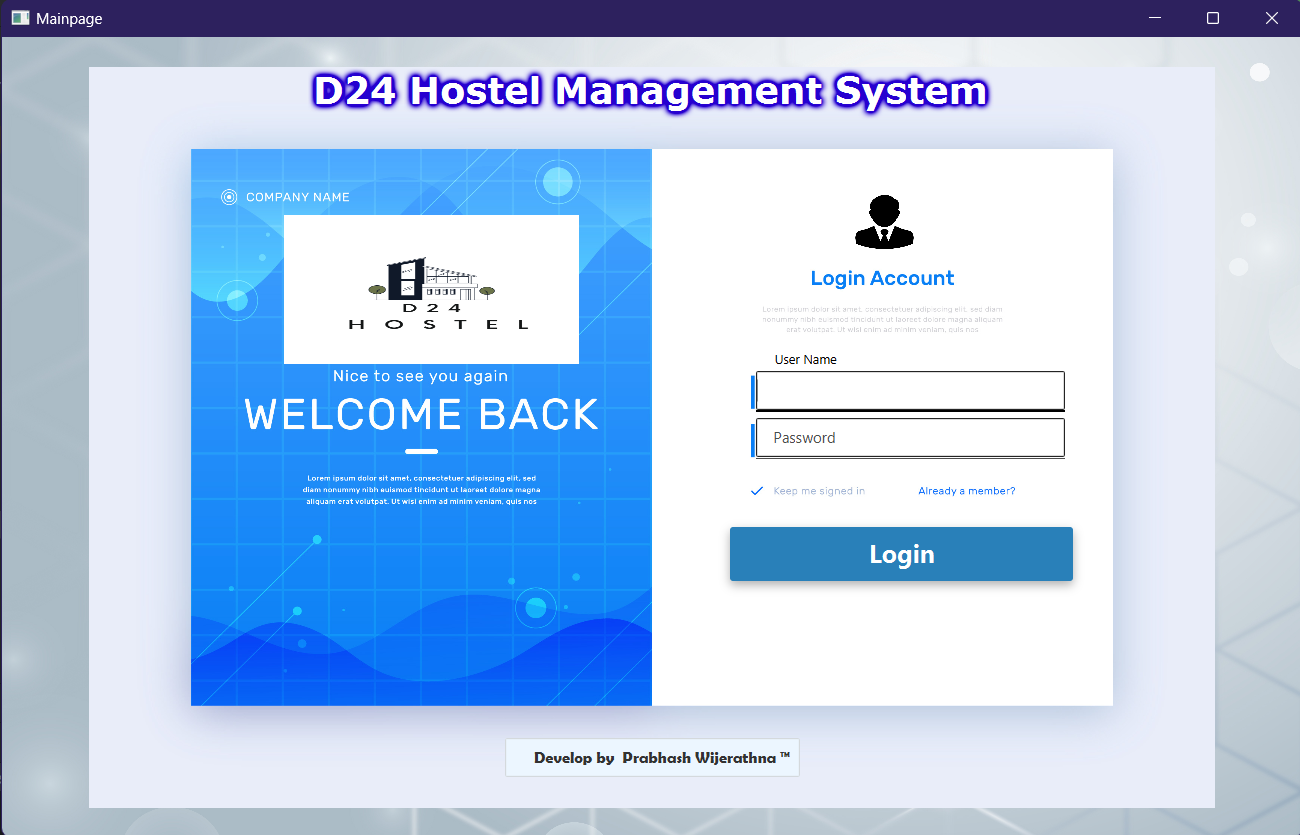 Mainpage
D24 Hostel Management System
COMPANY NAME
D24
HOSTEL
Nice to see you again
WELCOME BACK
Lorem ipsum dolor sit amet, consectetuer adipiscing elit, sed
diam nonummy nibh euismod tincidunt ut laoreet dolore magna
aliquam erat volutpat. Ut wisi enim ad minim veniam, quis nos
Login Account
Lorem ipsum dolor sit amet, consectetuer adipiscing elit, sed diam
nonummy nibh euismod tincidunt ut laoreet dolore magna aliquam
erat volutpat. Ut wisi enim ad minim veniam, quis nos
User Name
Password
Keep me signed in
Already a member?
Login
Develop by Prabhash Wijerathna ™